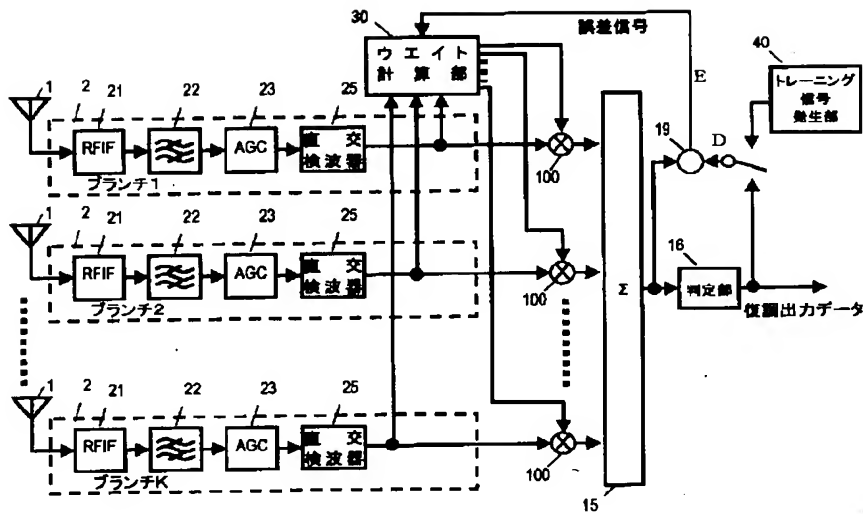 30
誤差信号
40
ウエイト
計算部
E
トレーニング
信号
発生部
1
2
21
22
23
25
RFIF
AGC
直交
検波器
ブランチ1
100
19
D
1
2
21
22
23
25
RFIF
AGC
直交
検波器
ブランチ2
100
Σ
16
判定部
復調出力データ
1
2
21
22
23
25
RFIF
AGC
直交
検波器
ブランチK
100
15